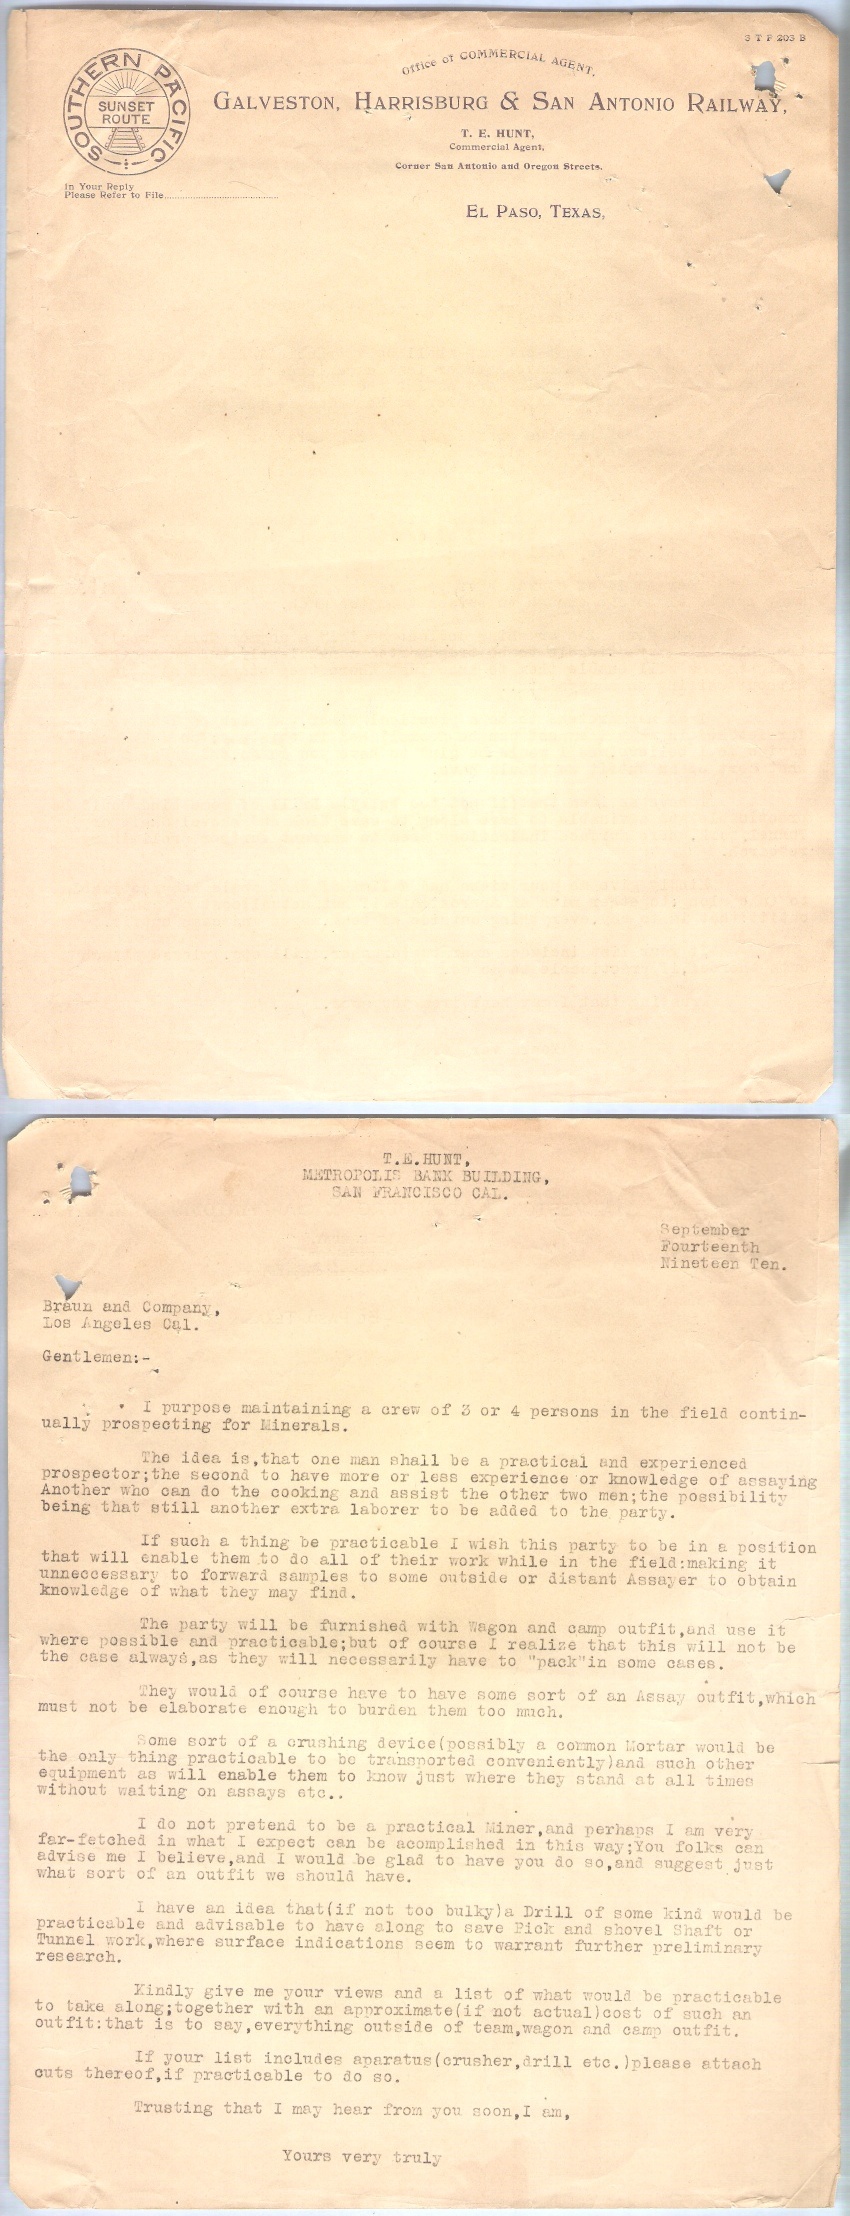 3 T F 203 B
Office of COMMERCIAL AGENT,
SOUTHERN PACIFIC
SUNSET
ROUTE
GALVESTON, HARRISBURG & SAN ANTONIO RAILWAY,
T. E. HUNT,
Commercial Agent,
Corner San Antonio and Oregon Streets.
In Your Reply
Please Refer to File
EL PASO, TEXAS,
T.E.HUNT,
METROPOLIS BANK BUILDING,
SAN FRANCISCO CAL.
September
Fourteenth
Nineteen Ten.
Braun and Company,
Los Angeles Cal.
Gentlemen:-
I purpose maintaining a crew of 3 or 4 persons in the field contin-
ually prospecting for Minerals.
The idea is,that one man shall be a practical and experienced
prospector;the second to have more or less experience or knowledge of assaying
Another who can do the cooking and assist the other two men;the possibility
being that still another extra laborer to be added to the party.
If such a thing be practicable I wish this party to be in a position
that will enable them to do all of their work while in the field:making it
unneccessary to forward samples to some outside or distant Assayer to obtain
knowledge of what they may find.
The party will be furnished with Wagon and camp outfit,and use it
where possible and practicable;but of course I realize that this will not be
the case always,as they will necessarily have to "pack"in some cases.
They would of course have to have some sort of an Assay outfit,which
must not be elaborate enough to burden them too much.
Some sort of a crushing device(possibly a common Mortar would be
the only thing practicable to be transported conveniently)and such other
equipment as will enable them to know just where they stand at all times
without waiting on assays etc..
I do not pretend to be a practical Miner,and perhaps I am very
far-fetched in what I expect can be acomplished in this way;You folks can
advise me I believe,and I would be glad to have you do so,and suggest just
what sort of an outfit we should have.
I have an idea that(if not too bulky)a Drill of some kind would be
practicable and advisable to have along to save Pick and shovel Shaft or
Tunnel work,where surface indications seem to warrant further preliminary
research.
Kindly give me your views and a list of what would be practicable
to take along;together with an approximate(if not actual)cost of such an
outfit:that is to say,everything outside of team,wagon and camp outfit.
If your list includes aparatus(crusher,drill etc.)please attach
cuts thereof,if practicable to do so.
Trusting that I may hear from you soon,I am,
Yours very truly